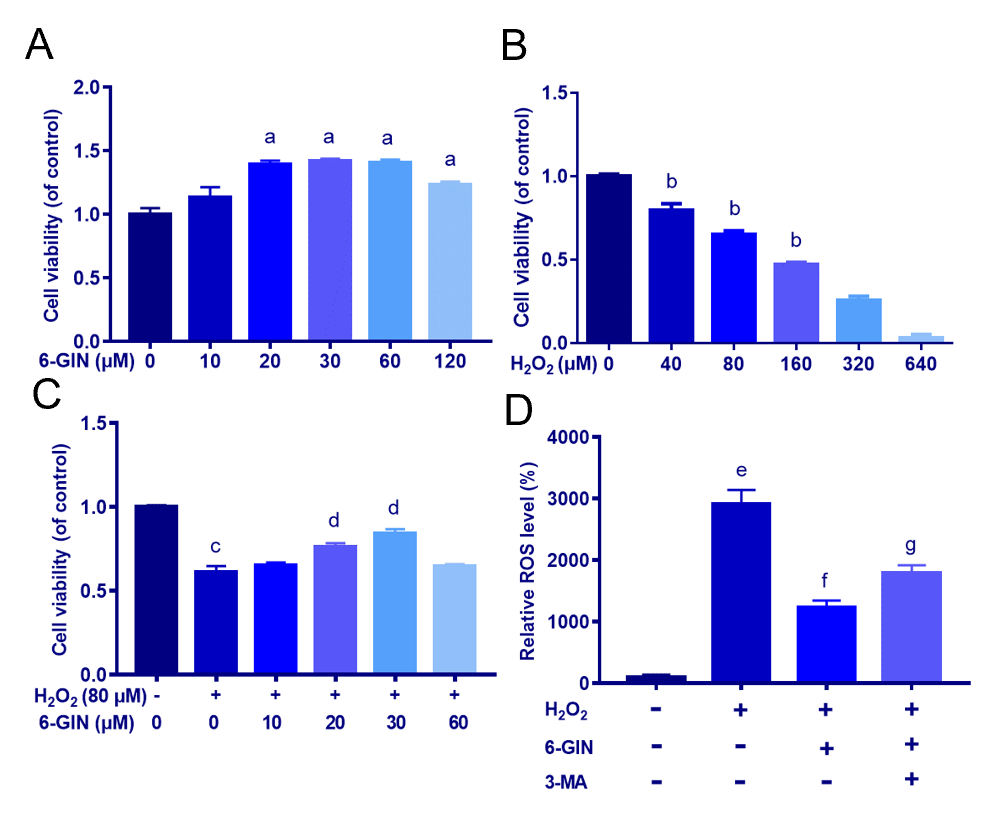 A
Cell viability (of control)
2.0
1.5
1.0
0.5
0.0
a a a a
6-GIN (μM) 0 10 20 30 60 120
B
Cell viability (of control)
1.5
1.0
0.5
0.0
b b b
H₂O₂ (μM) 0 40 80 160 320 640
C
Cell viability (of control)
1.5
1.0
0.5
0.0
c d d
H₂O₂ (80 μM) - + + + + +
6-GIN (μM) 0 0 10 20 30 60
D
Relative ROS level (%)
4000
3000
2000
1000
0
e f g
H₂O₂ - + + +
6-GIN - - + +
3-MA - - - +